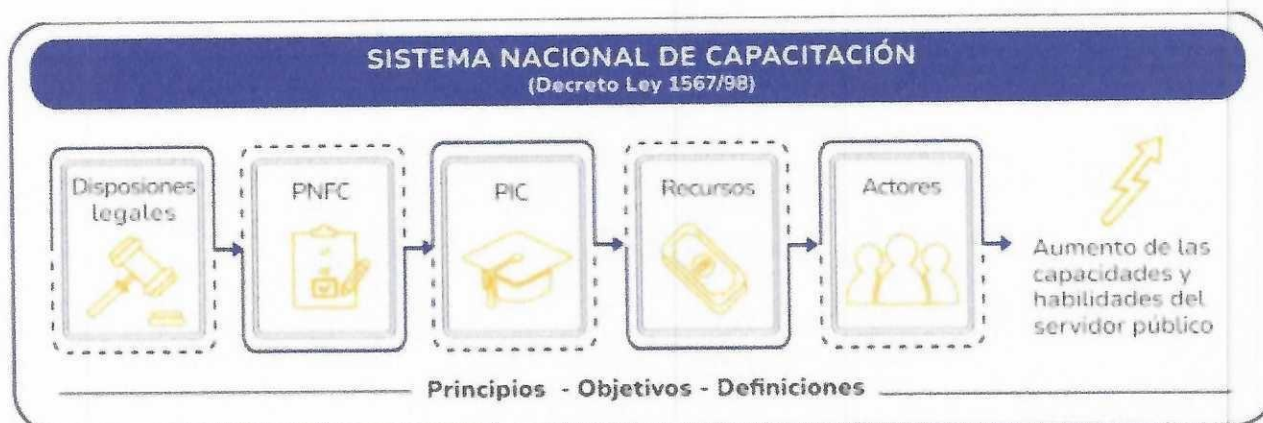 SISTEMA NACIONAL DE CAPACITACIÓN
(Decreto Ley 1567/98)
Disposiones
legales
PNFC
PIC
Recursos
Actores
Aumento de las
capacidades y
habilidades del
servidor público
Principios - Objetivos - Definiciones